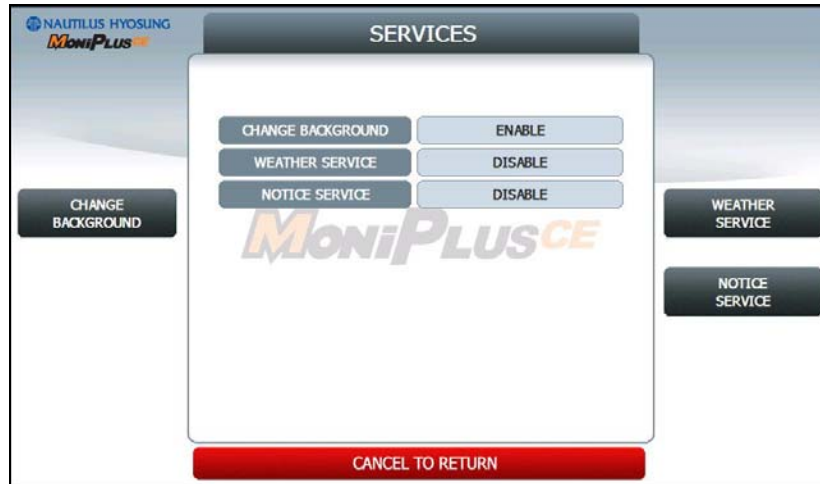 NAUTILUS HYOSUNG
MoniPlus CE
SERVICES
CHANGE BACKGROUND ENABLE
WEATHER SERVICE DISABLE
NOTICE SERVICE DISABLE
CHANGE
BACKGROUND
WEATHER
SERVICE
MoniPlus CE
NOTICE
SERVICE
CANCEL TO RETURN